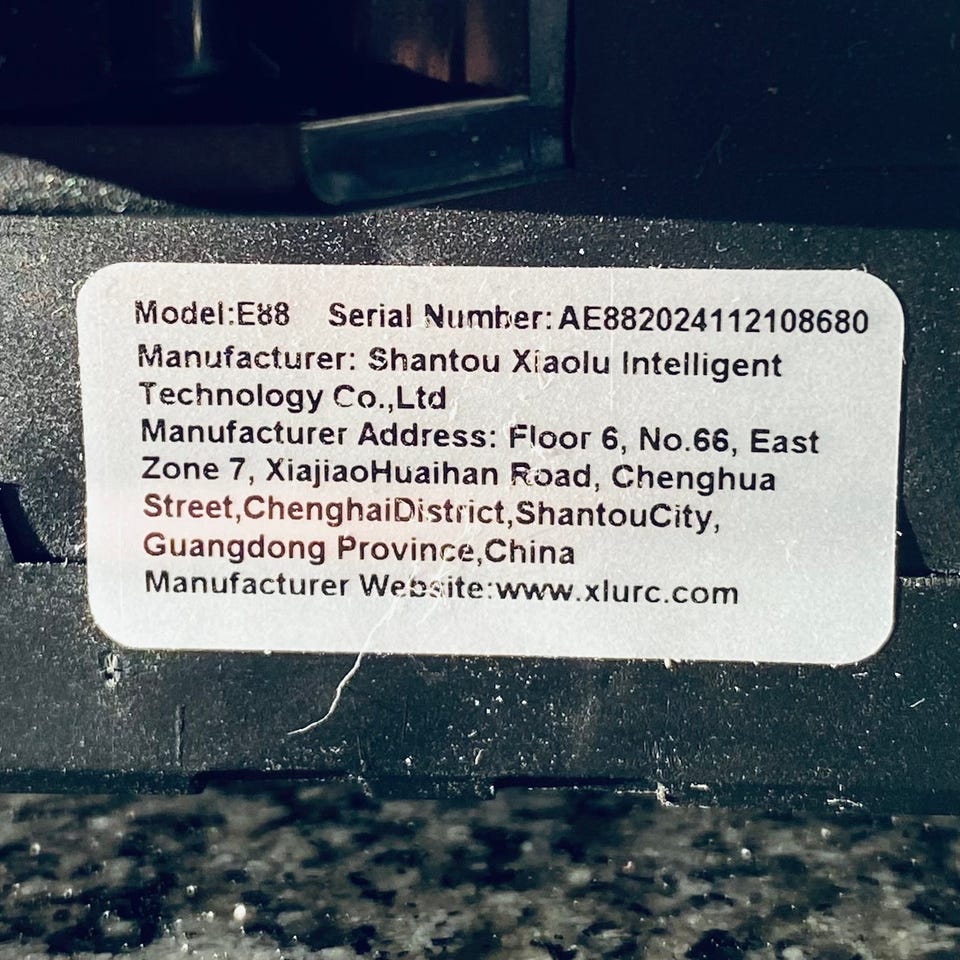 Model:E88 Serial Number: AE882024112108680
Manufacturer: Shantou Xiaolu Intelligent
Technology Co.,Ltd
Manufacturer Address: Floor 6, No.66, East
Zone 7, XiajiaoHuaihan Road, Chenghua
Street,ChenghaiDistrict,ShantouCity,
Guangdong Province,China
Manufacturer Website:www.xlurc.com